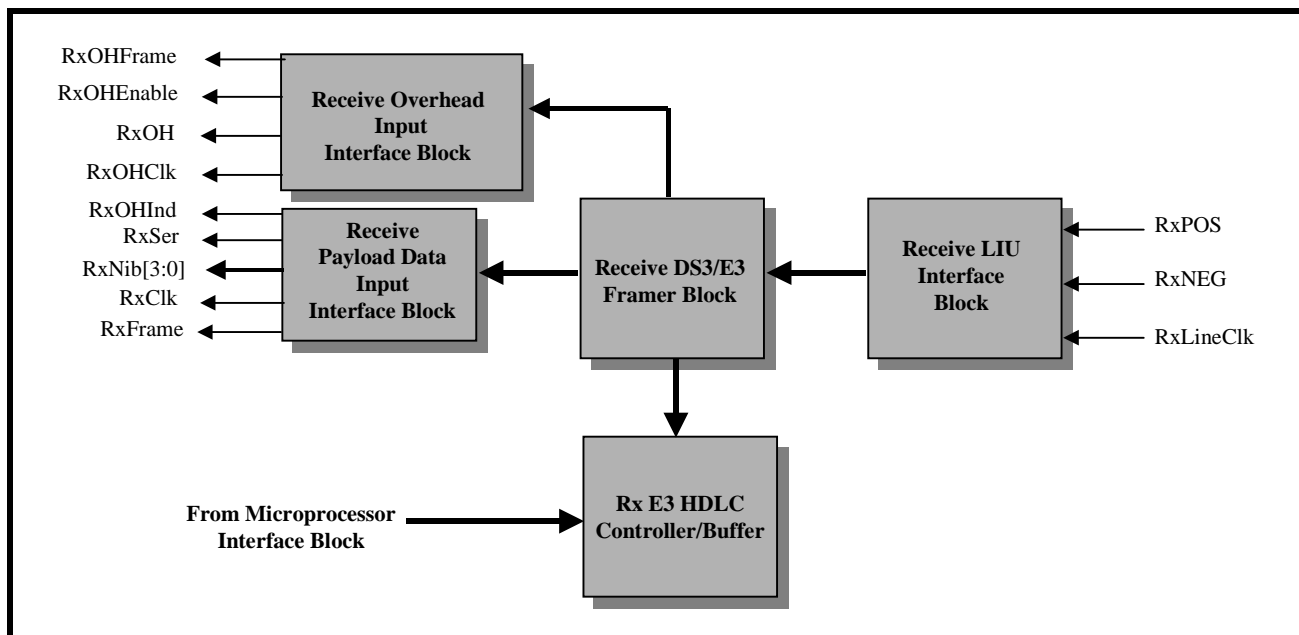 RxOHFrame
RxOHEnable
RxOH
RxOHClk
RxOHInd
RxSer
RxNib[3:0]
RxClk
RxFrame
Receive Overhead
Input
Interface Block
Receive
Payload Data
Input
Interface Block
Receive DS3/E3
Framer Block
Receive LIU
Interface
Block
RxPOS
RxNEG
RxLineClk
From Microprocessor
Interface Block
Rx E3 HDLC
Controller/Buffer